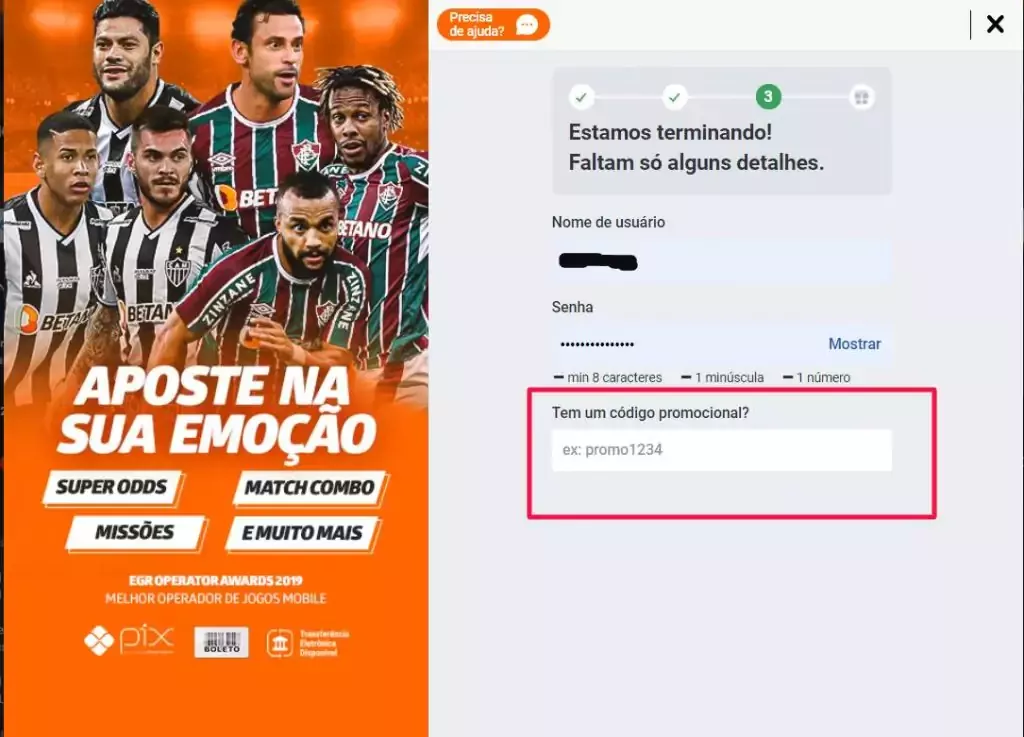 BETANO
BETANO
BETANO
BETANO
ZINZANE
ZINZANE
APOSTE NA
SUA EMOÇÃO
SUPER ODDS
MATCH COMBO
MISSÕES
E MUITO MAIS
EGR OPERATOR AWARDS 2019
MELHOR OPERADOR DE JOGOS MOBILE
pix
BOLETO
Transferência
Eletrônica
Disponível
Precisa
de ajuda?
3
Estamos terminando!
Faltam só alguns detalhes.
Nome de usuário
Senha
Mostrar
min 8 caracteres
1 minúscula
1 número
Tem um código promocional?
ex: promo1234